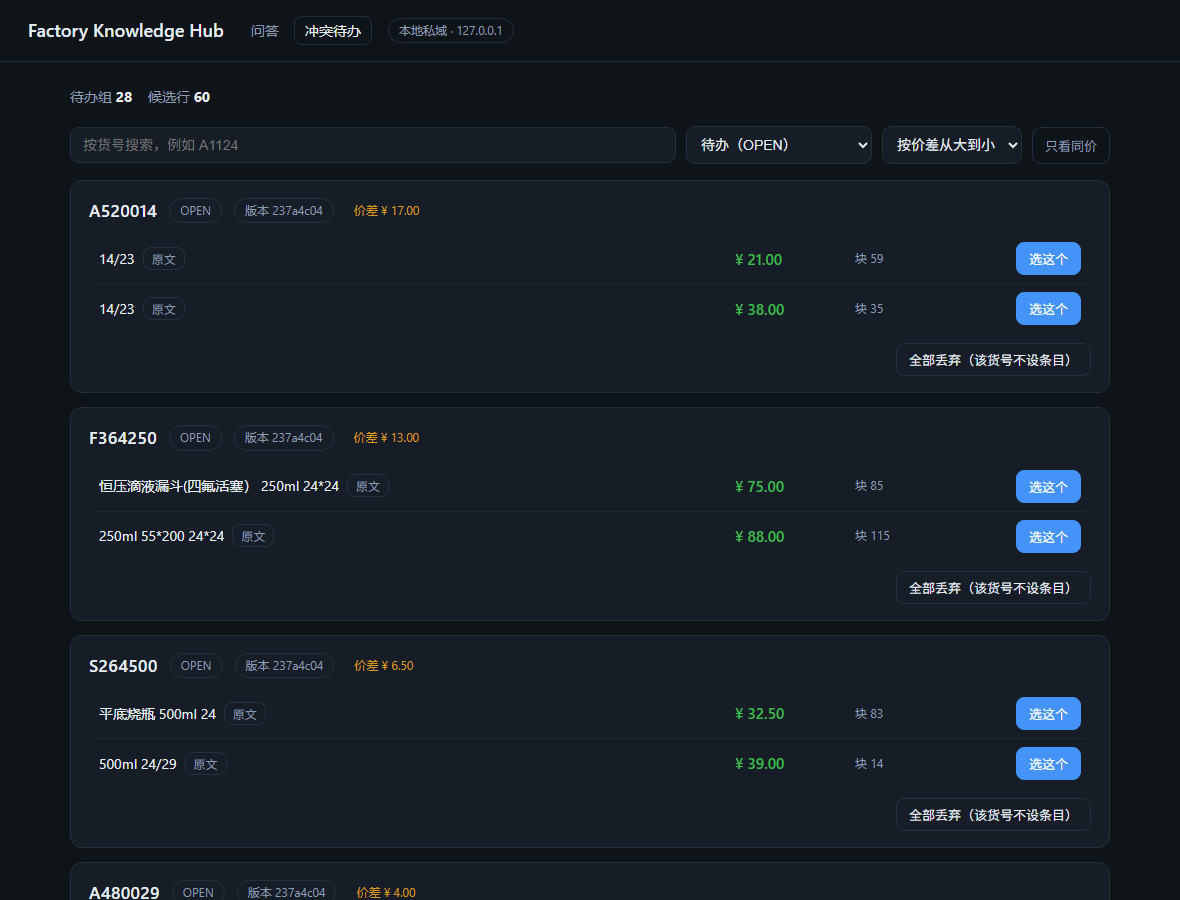 Factory Knowledge Hub 问答 冲突待办 本地私域 · 127.0.0.1
待办组 28 候选行 60
按货号搜索，例如 A1124 待办（OPEN） 按价差从大到小 只看同价
A520014 OPEN 版本 237a4c04 价差 ¥ 17.00
14/23 原文 ¥ 21.00 块 59 选这个
14/23 原文 ¥ 38.00 块 35 选这个
全部丢弃（该货号不设条目）
F364250 OPEN 版本 237a4c04 价差 ¥ 13.00
恒压滴液漏斗(四氟活塞） 250ml 24*24 原文 ¥ 75.00 块 85 选这个
250ml 55*200 24*24 原文 ¥ 88.00 块 115 选这个
全部丢弃（该货号不设条目）
S264500 OPEN 版本 237a4c04 价差 ¥ 6.50
平底烧瓶 500ml 24 原文 ¥ 32.50 块 83 选这个
500ml 24/29 原文 ¥ 39.00 块 14 选这个
全部丢弃（该货号不设条目）
A480029 OPEN 版本 237a4c04 价差 ¥ 4.00